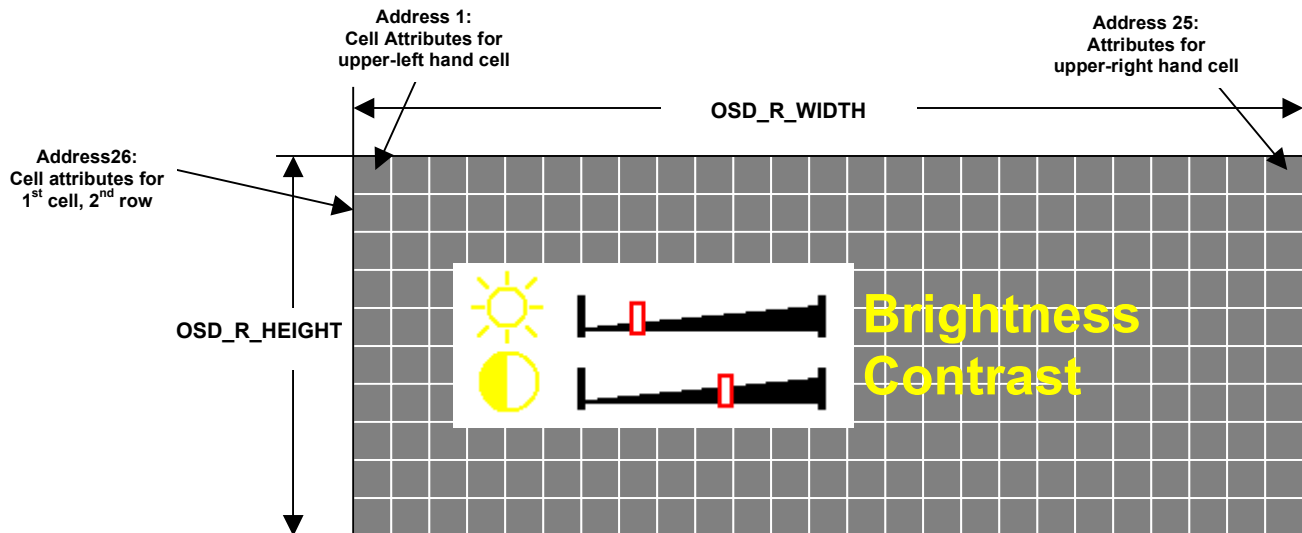 Address 1:
Cell Attributes for
upper-left hand cell
Address 25:
Attributes for
upper-right hand cell
OSD_R_WIDTH
Address26:
Cell attributes for
1st cell, 2nd row
OSD_R_HEIGHT
Brightness
Contrast